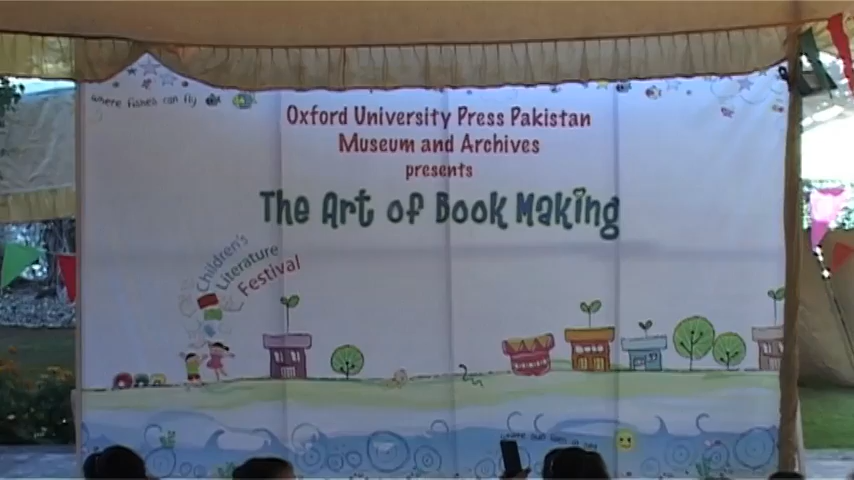 where fishes can fly
Oxford University Press Pakistan
Museum and Archives
presents
The Art of Book Making
Children's
Literature
Festival